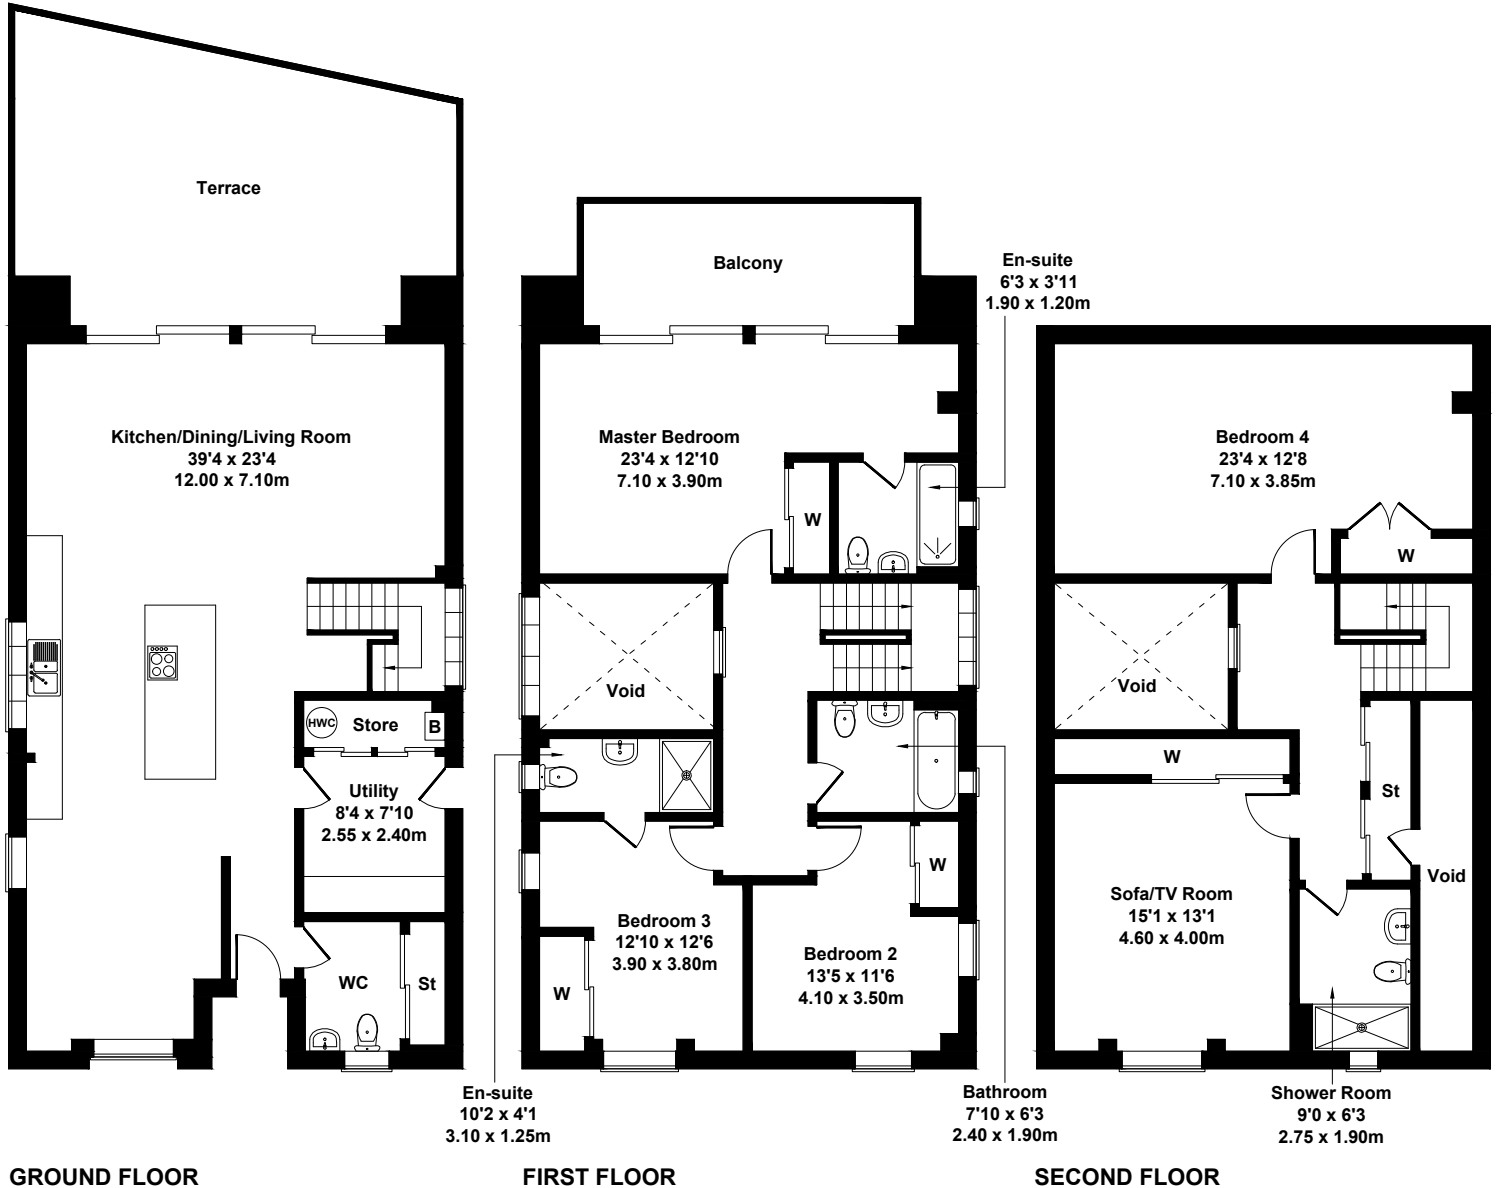 Terrace
Kitchen/Dining/Living Room
39'4 x 23'4
12.00 x 7.10m
HWC
Store
B
Utility
8'4 x 7'10
2.55 x 2.40m
WC
St
GROUND FLOOR
Balcony
En-suite
6'3 x 3'11
1.90 x 1.20m
Master Bedroom
23'4 x 12'10
7.10 x 3.90m
W
Void
W
Bedroom 3
12'10 x 12'6
3.90 x 3.80m
W
Bedroom 2
13'5 x 11'6
4.10 x 3.50m
En-suite
10'2 x 4'1
3.10 x 1.25m
Bathroom
7'10 x 6'3
2.40 x 1.90m
FIRST FLOOR
Bedroom 4
23'4 x 12'8
7.10 x 3.85m
W
Void
W
St
Void
Sofa/TV Room
15'1 x 13'1
4.60 x 4.00m
Shower Room
9'0 x 6'3
2.75 x 1.90m
SECOND FLOOR